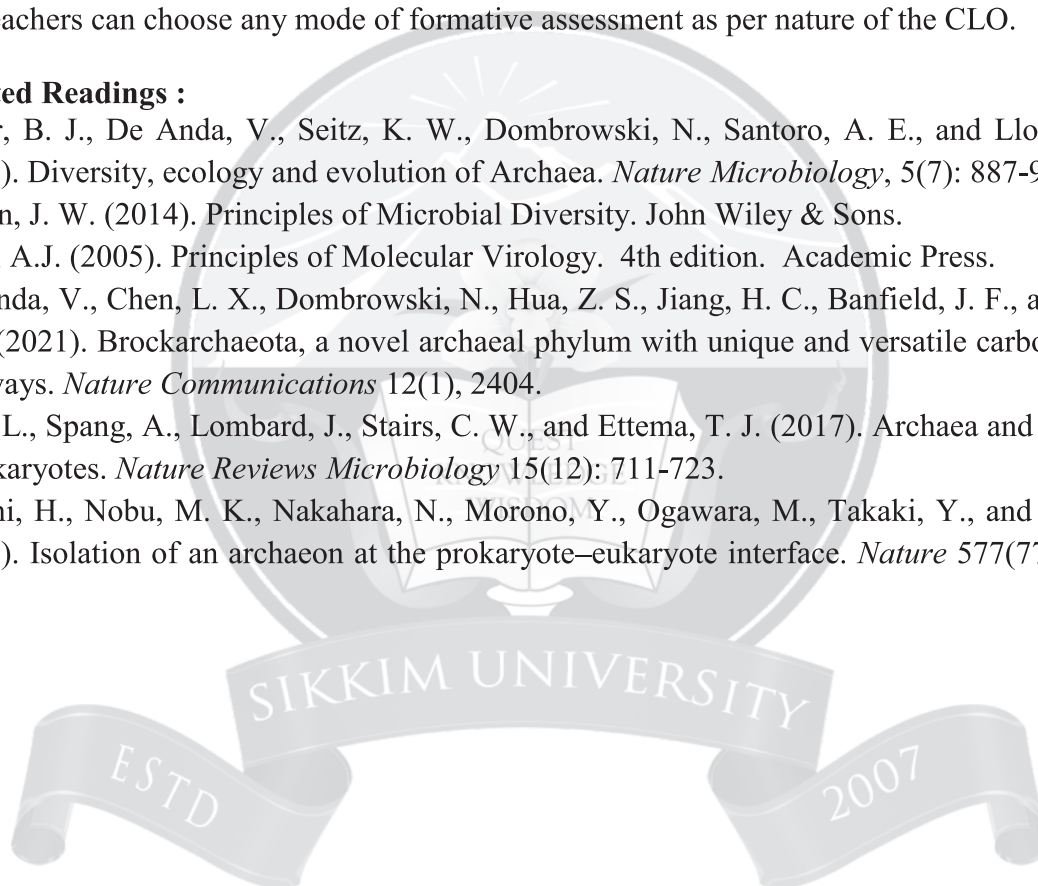 eachers can choose any mode of formative assessment as per nature of the CLO.
ted Readings :
r, B. J., De Anda, V., Seitz, K. W., Dombrowski, N., Santoro, A. E., and Llo
). Diversity, ecology and evolution of Archaea. Nature Microbiology, 5(7): 887-9
n, J. W. (2014). Principles of Microbial Diversity. John Wiley & Sons.
A.J. (2005). Principles of Molecular Virology. 4th edition. Academic Press.
nda, V., Chen, L. X., Dombrowski, N., Hua, Z. S., Jiang, H. C., Banfield, J. F., a
(2021). Brockarchaeota, a novel archaeal phylum with unique and versatile carbo
ways. Nature Communications 12(1), 2404.
L., Spang, A., Lombard, J., Stairs, C. W., and Ettema, T. J. (2017). Archaea and
karyotes. Nature Reviews Microbiology 15(12): 711-723.
ni, H., Nobu, M. K., Nakahara, N., Morono, Y., Ogawara, M., Takaki, Y., and
). Isolation of an archaeon at the prokaryote–eukaryote interface. Nature 577(77
QUEST
KNOWLEDGE
WISDOM
SIKKIM UNIVERSITY
ESTD
2007